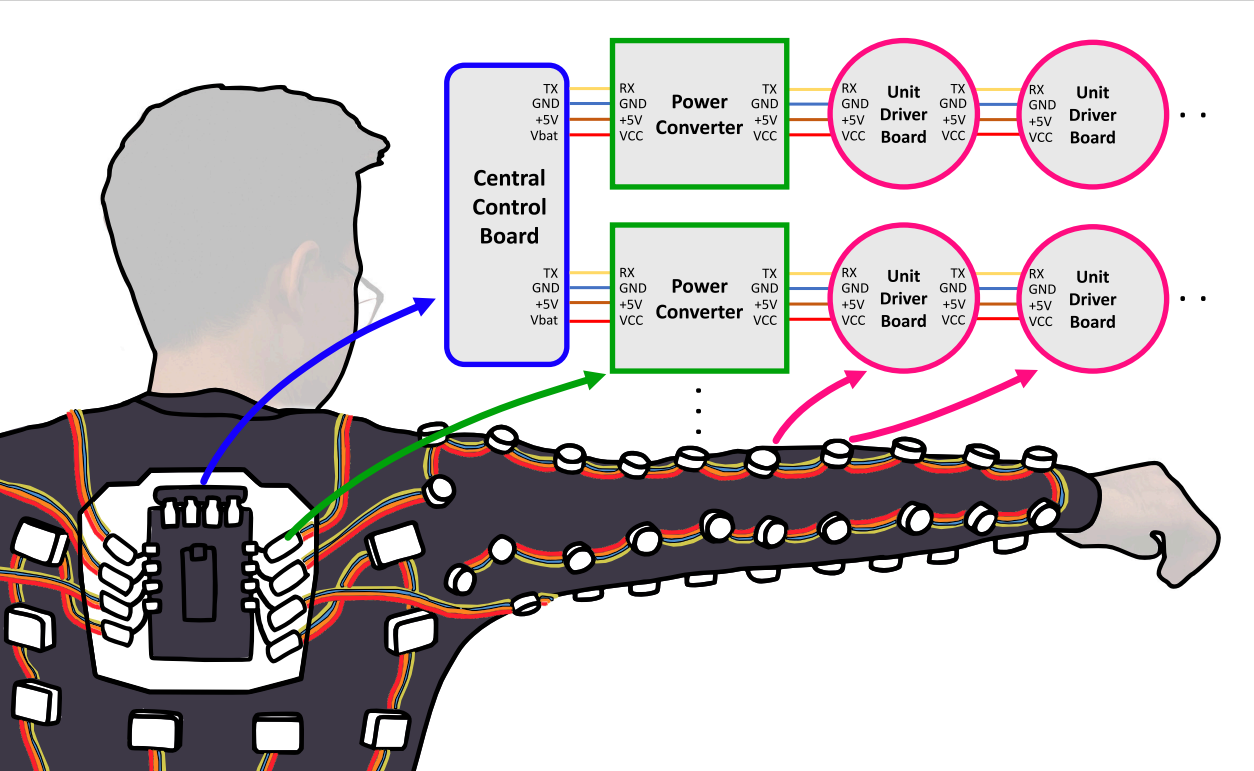 TX
GND
+5V
Vbat
RX
GND
+5V
VCC
Power
Converter
TX
GND
+5V
VCC
RX
GND
+5V
VCC
Unit
Driver
Board
TX
GND
+5V
VCC
RX
GND
+5V
VCC
Unit
Driver
Board
Central
Control
Board
TX
GND
+5V
Vbat
RX
GND
+5V
VCC
Power
Converter
TX
GND
+5V
VCC
RX
GND
+5V
VCC
Unit
Driver
Board
TX
GND
+5V
VCC
RX
GND
+5V
VCC
Unit
Driver
Board